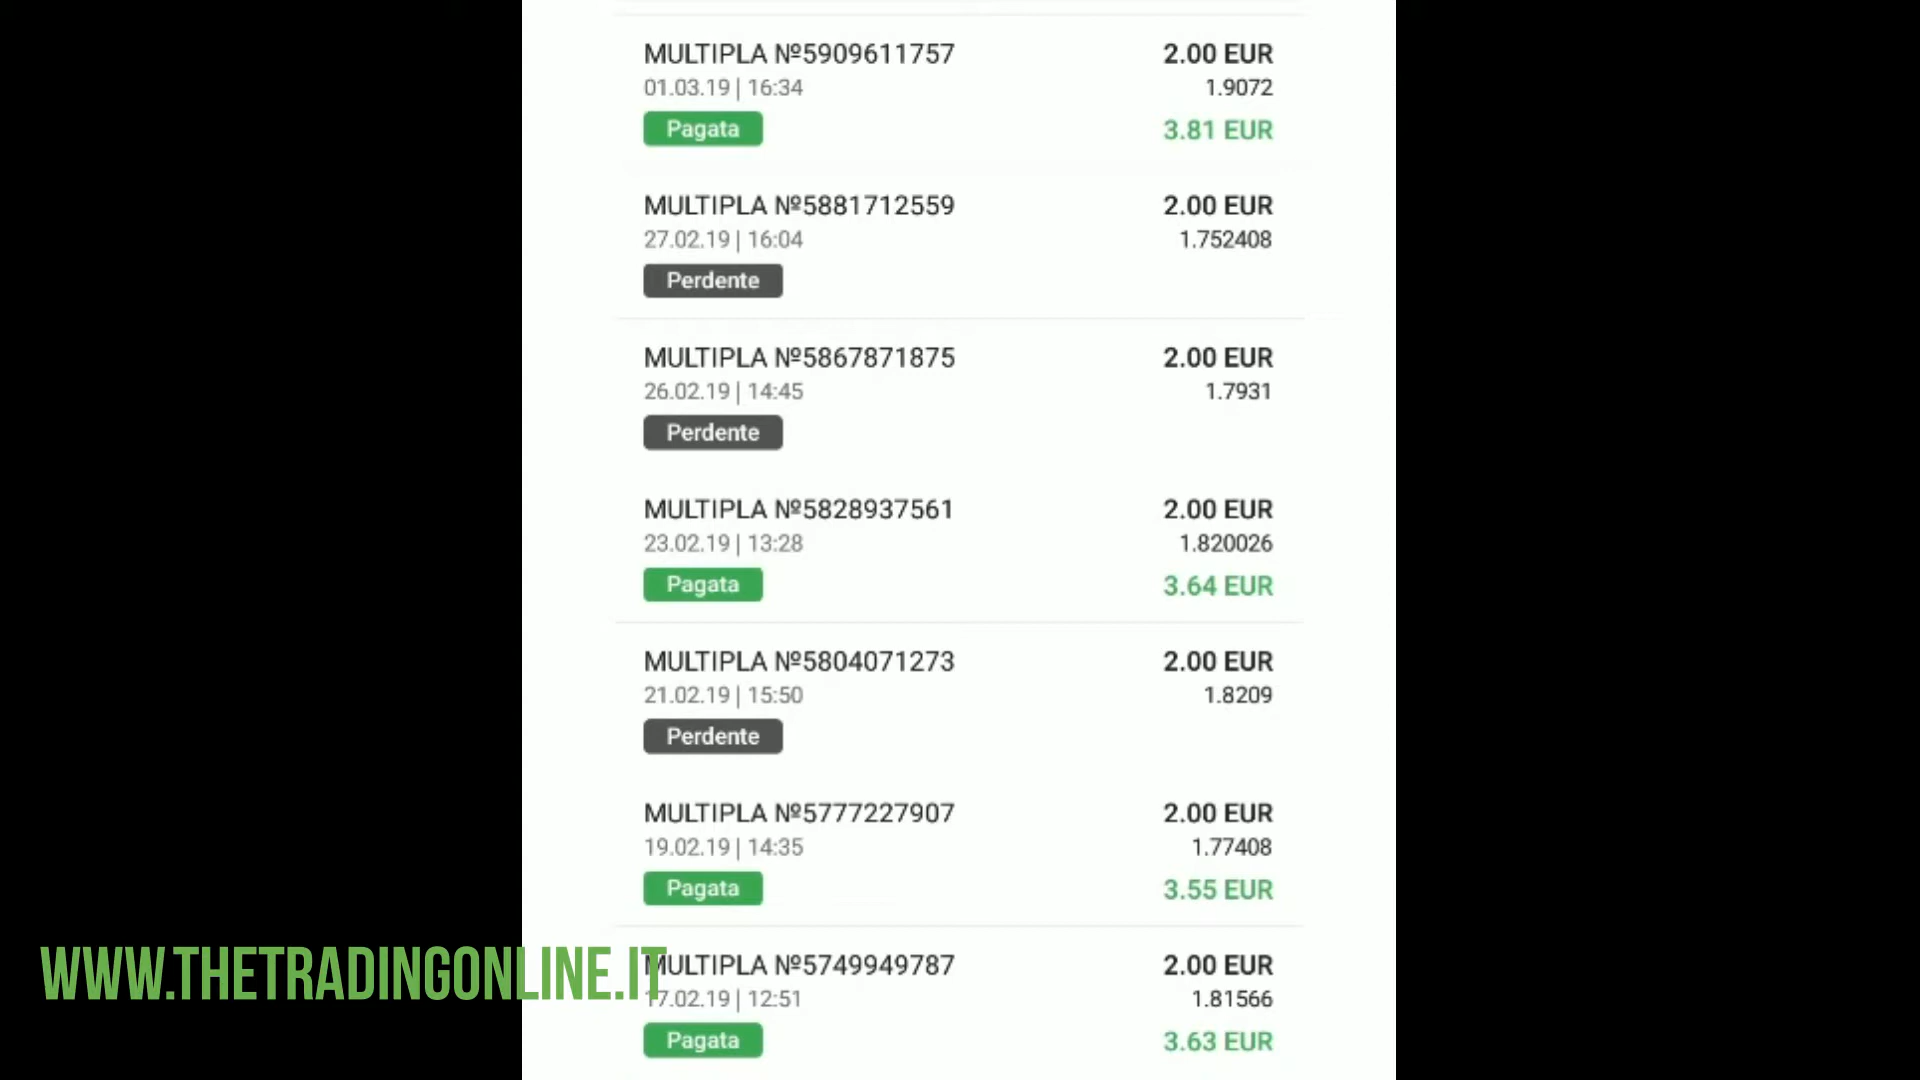 MULTIPLA №5909611757 2.00 EUR
01.03.19 | 16:34 1.9072
Pagata 3.81 EUR
MULTIPLA №5881712559 2.00 EUR
27.02.19 | 16:04 1.752408
Perdente
MULTIPLA №5867871875 2.00 EUR
26.02.19 | 14:45 1.7931
Perdente
MULTIPLA №5828937561 2.00 EUR
23.02.19 | 13:28 1.820026
Pagata 3.64 EUR
MULTIPLA №5804071273 2.00 EUR
21.02.19 | 15:50 1.8209
Perdente
MULTIPLA №5777227907 2.00 EUR
19.02.19 | 14:35 1.77408
Pagata 3.55 EUR
MULTIPLA №5749949787 2.00 EUR
17.02.19 | 12:51 1.81566
Pagata 3.63 EUR
WWW.THETRADINGONLINE.IT